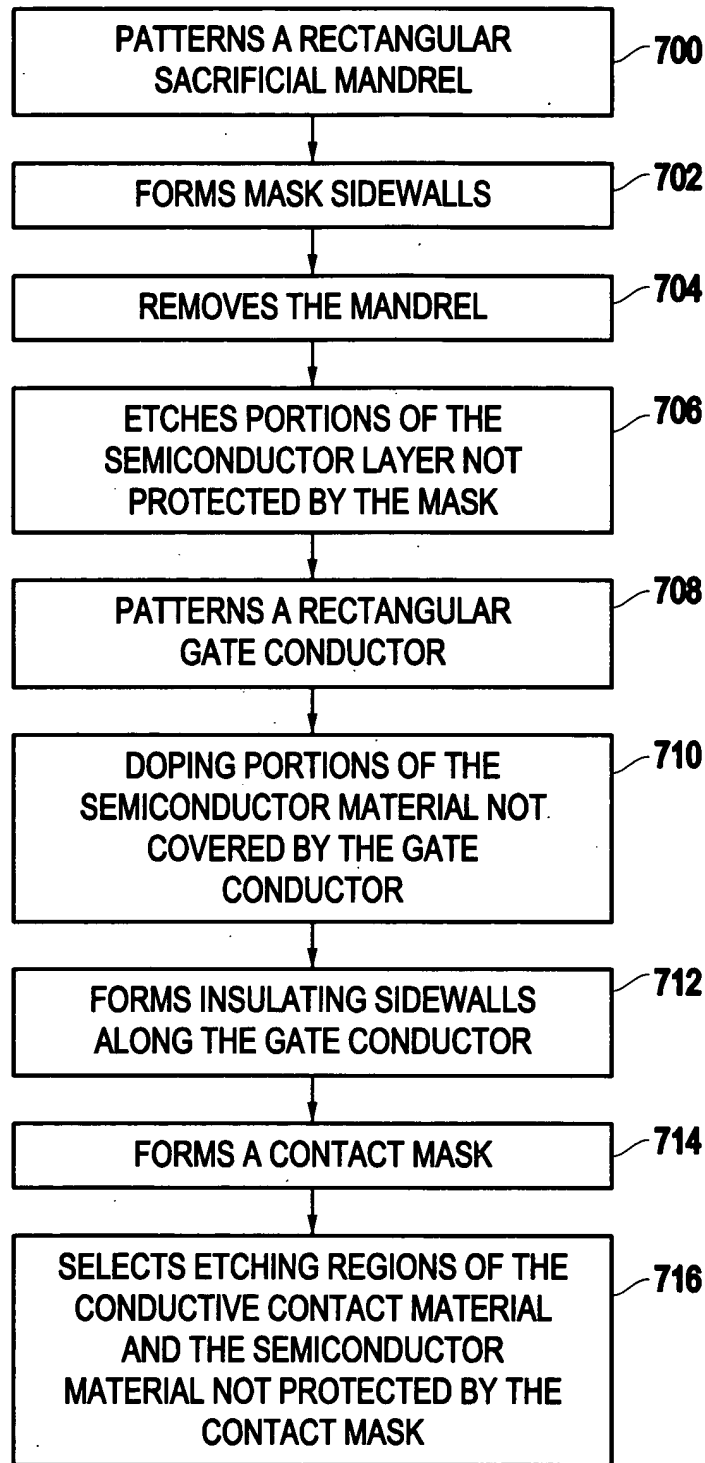 PATTERNS A RECTANGULAR
SACRIFICIAL MANDREL
700
FORMS MASK SIDEWALLS
702
REMOVES THE MANDREL
704
ETCHES PORTIONS OF THE
SEMICONDUCTOR LAYER NOT
PROTECTED BY THE MASK
706
PATTERNS A RECTANGULAR
GATE CONDUCTOR
708
DOPING PORTIONS OF THE
SEMICONDUCTOR MATERIAL NOT
COVERED BY THE GATE
CONDUCTOR
710
FORMS INSULATING SIDEWALLS
ALONG THE GATE CONDUCTOR
712
FORMS A CONTACT MASK
714
SELECTS ETCHING REGIONS OF THE
CONDUCTIVE CONTACT MATERIAL
AND THE SEMICONDUCTOR
MATERIAL NOT PROTECTED BY THE
CONTACT MASK
716